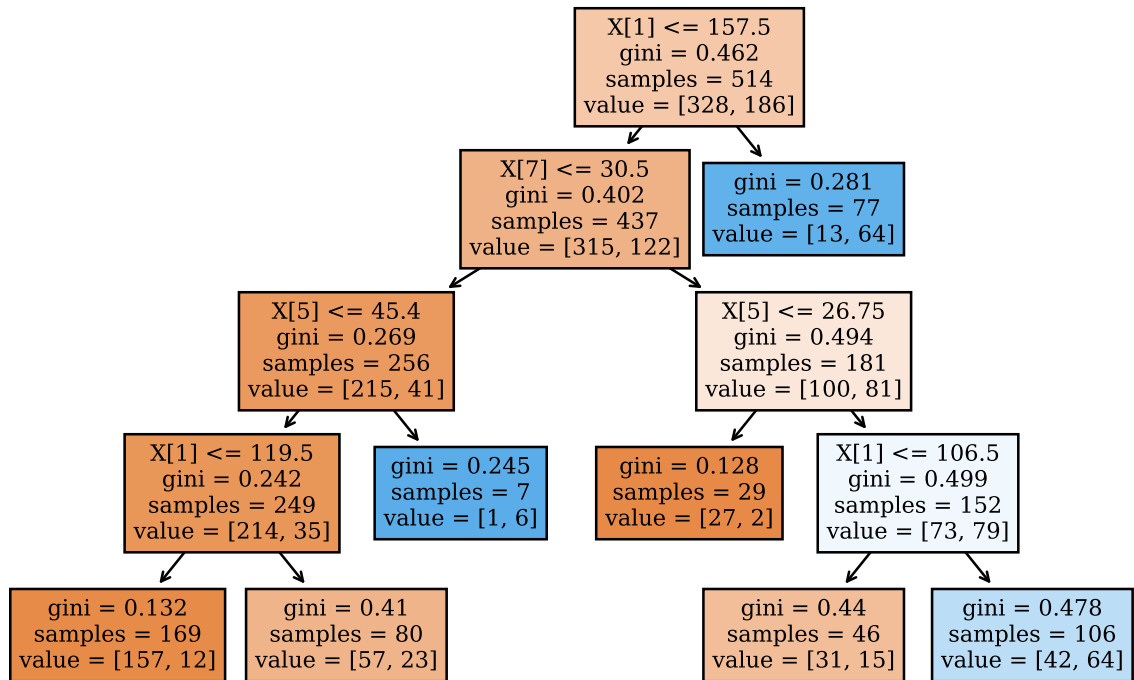 X[1] <= 157.5
gini = 0.462
samples = 514
value = [328, 186]
X[7] <= 30.5
gini = 0.402
samples = 437
value = [315, 122]
gini = 0.281
samples = 77
value = [13, 64]
X[5] <= 45.4
gini = 0.269
samples = 256
value = [215, 41]
X[5] <= 26.75
gini = 0.494
samples = 181
value = [100, 81]
X[1] <= 119.5
gini = 0.242
samples = 249
value = [214, 35]
gini = 0.245
samples = 7
value = [1, 6]
gini = 0.128
samples = 29
value = [27, 2]
X[1] <= 106.5
gini = 0.499
samples = 152
value = [73, 79]
gini = 0.132
samples = 169
value = [157, 12]
gini = 0.41
samples = 80
value = [57, 23]
gini = 0.44
samples = 46
value = [31, 15]
gini = 0.478
samples = 106
value = [42, 64]